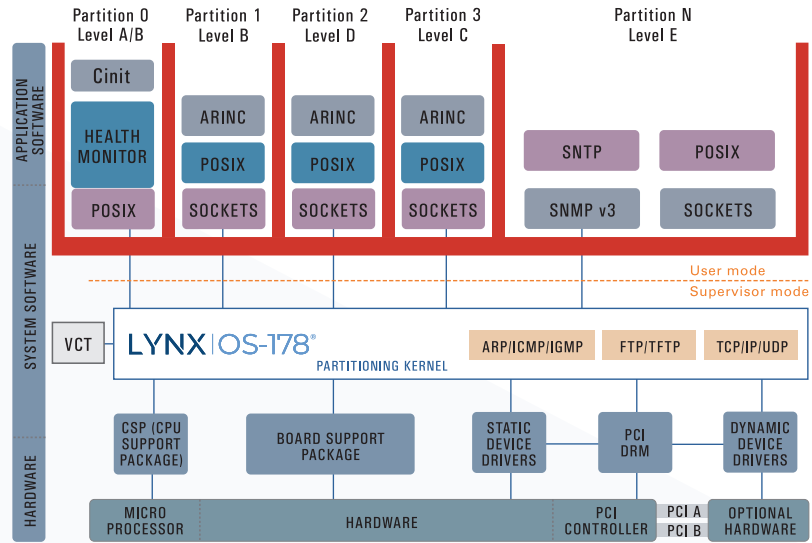 Partition 0
Level A/B
Partition 1
Level B
Partition 2
Level D
Partition 3
Level C
Partition N
Level E
APPLICATION
SOFTWARE
Cinit
HEALTH
MONITOR
POSIX
ARINC
POSIX
SOCKETS
ARINC
POSIX
SOCKETS
ARINC
POSIX
SOCKETS
SNTP
POSIX
SNMP v3
SOCKETS
User mode
Supervisor mode
SYSTEM SOFTWARE
VCT
LYNX OS-178®
PARTITIONING KERNEL
ARP/ICMP/IGMP
FTP/TFTP
TCP/IP/UDP
CSP (CPU
SUPPORT
PACKAGE)
BOARD SUPPORT
PACKAGE
STATIC
DEVICE
DRIVERS
PCI
DRM
DYNAMIC
DEVICE
DRIVERS
HARDWARE
MICRO
PROCESSOR
HARDWARE
PCI
CONTROLLER
PCI A
PCI B
OPTIONAL
HARDWARE